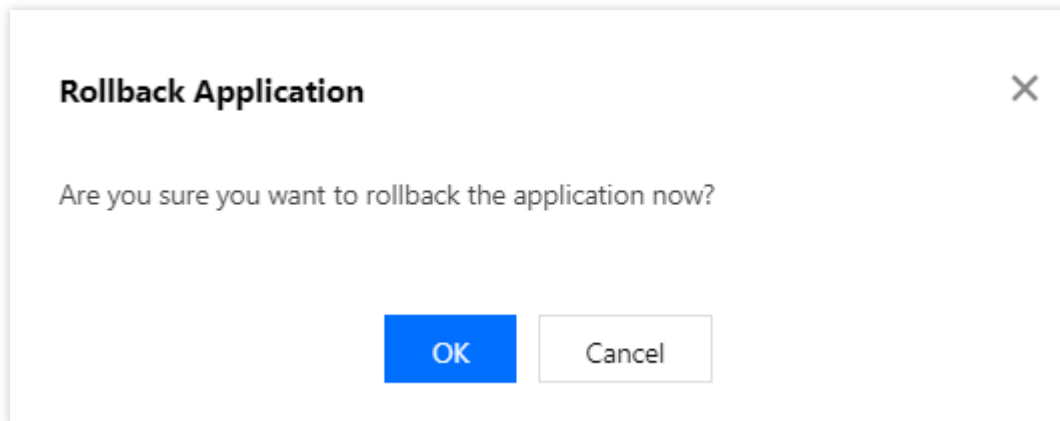 Rollback Application
Are you sure you want to rollback the application now?
OK
Cancel